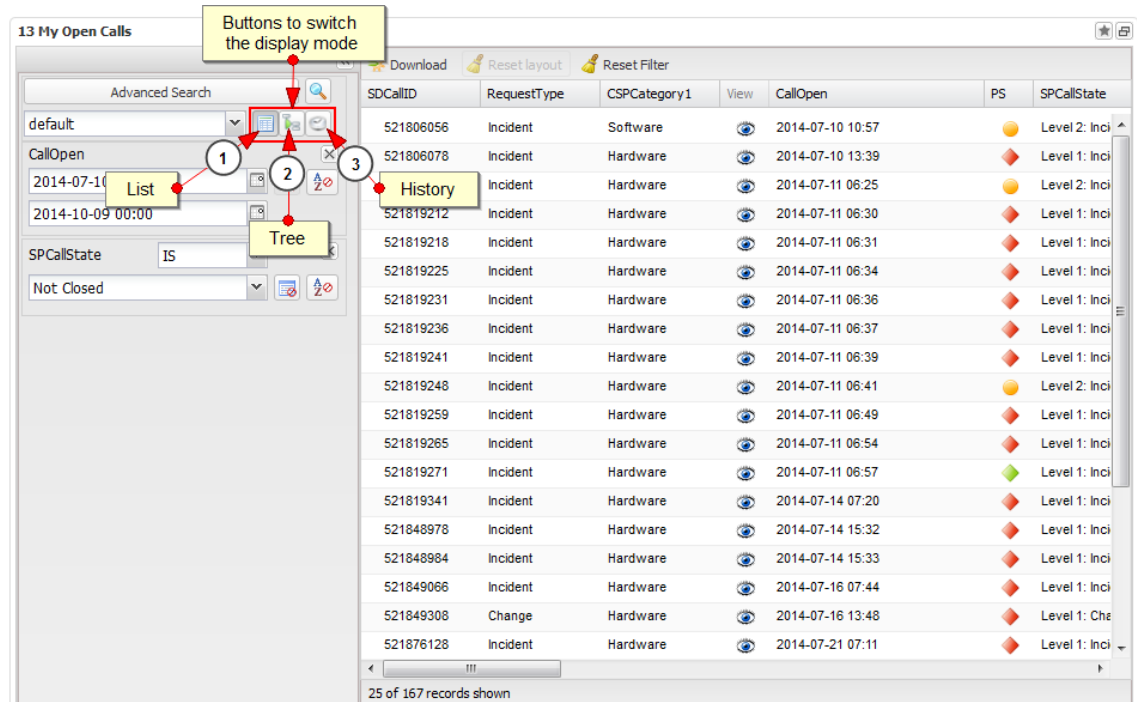 13 My Open Calls
Buttons to switch
the display mode
Download Reset layout Reset Filter
Advanced Search
default
CallOpen
2014-07-10
2014-10-09 00:00
SPCallState IS
Not Closed
1
2
3
List
Tree
History
SDCallID RequestType CSPCategory1 View CallOpen PS SPCallState
521806056 Incident Software 2014-07-10 10:57 Level 2: Inci
521806078 Incident Hardware 2014-07-10 13:39 Level 1: Inci
Incident Hardware 2014-07-11 06:25 Level 2: Inci
521819212 Incident Hardware 2014-07-11 06:30 Level 1: Inci
521819218 Incident Hardware 2014-07-11 06:31 Level 1: Inci
521819225 Incident Hardware 2014-07-11 06:34 Level 1: Inci
521819231 Incident Hardware 2014-07-11 06:36 Level 1: Inci
521819236 Incident Hardware 2014-07-11 06:37 Level 1: Inci
521819241 Incident Hardware 2014-07-11 06:39 Level 1: Inci
521819248 Incident Hardware 2014-07-11 06:41 Level 2: Inci
521819259 Incident Hardware 2014-07-11 06:49 Level 1: Inci
521819265 Incident Hardware 2014-07-11 06:54 Level 1: Inci
521819271 Incident Hardware 2014-07-11 06:57 Level 1: Inci
521819341 Incident Hardware 2014-07-14 07:20 Level 1: Inci
521848978 Incident Hardware 2014-07-14 15:32 Level 1: Inci
521848984 Incident Hardware 2014-07-14 15:33 Level 1: Inci
521849066 Incident Hardware 2014-07-16 07:44 Level 1: Inci
521849308 Change Hardware 2014-07-16 13:48 Level 1: Cha
521876128 Incident Hardware 2014-07-21 07:11 Level 1: Inci
25 of 167 records shown